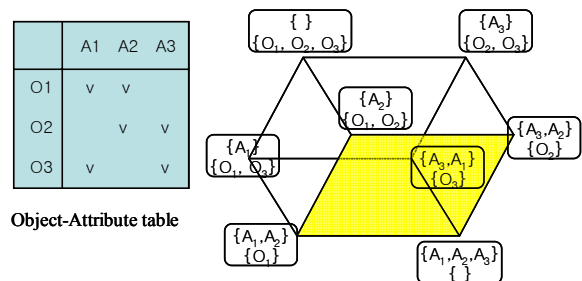 A1 A2 A3
O1 v v
O2 v v
O3 v v
Object-Attribute table
{ }
{O1, O2, O3}
{A3}
{O2, O3}
{A2}
{O1, O2}
{A3,A2}
{O2}
{A1}
{O1, O3}
{A3,A1}
{O3}
{A1,A2}
{O1}
{A1,A2,A3}
{ }